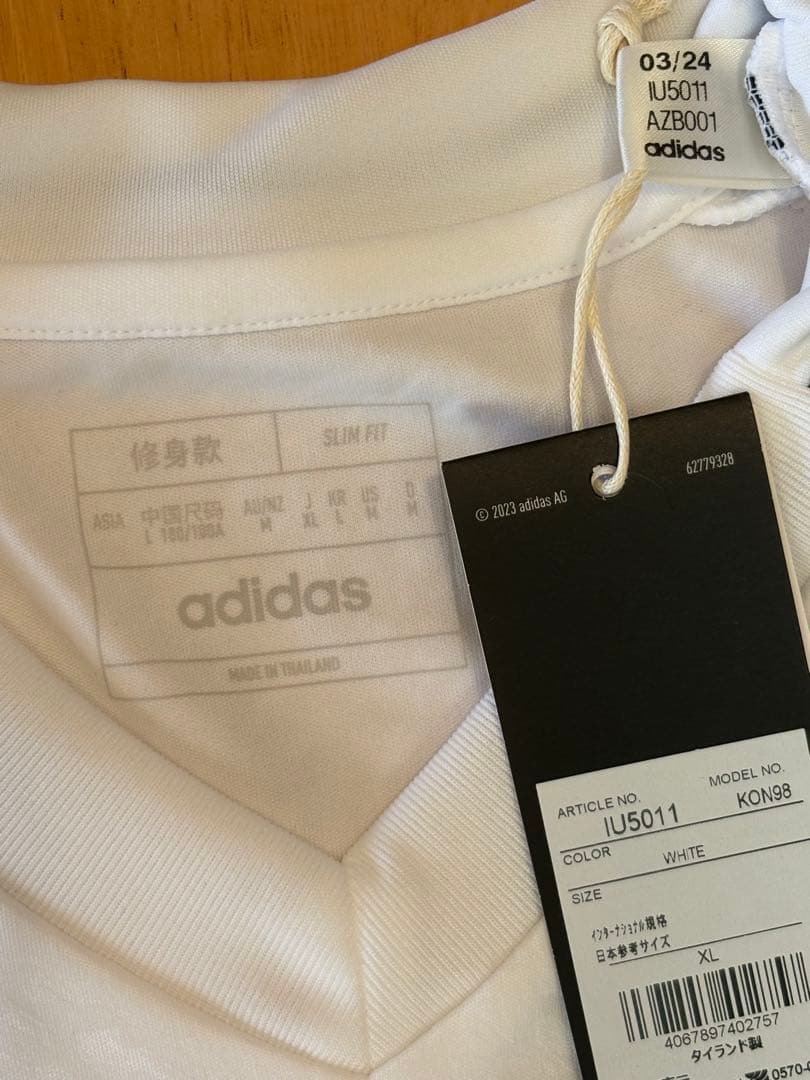 03/24
IU5011
AZB001
adidas
修身款
SLIM FIT
ASIA
中国尺码
L 180/100A
AU/NZ
M
J
XL
KR
L
US
M
D
M
adidas
MADE IN THAILAND
© 2023 adidas AG
62779328
ARTICLE NO.
IU5011
MODEL NO.
KON98
COLOR
WHITE
SIZE
インターナショナル規格
日本参考サイズ
XL
4067897402757
タイランド製